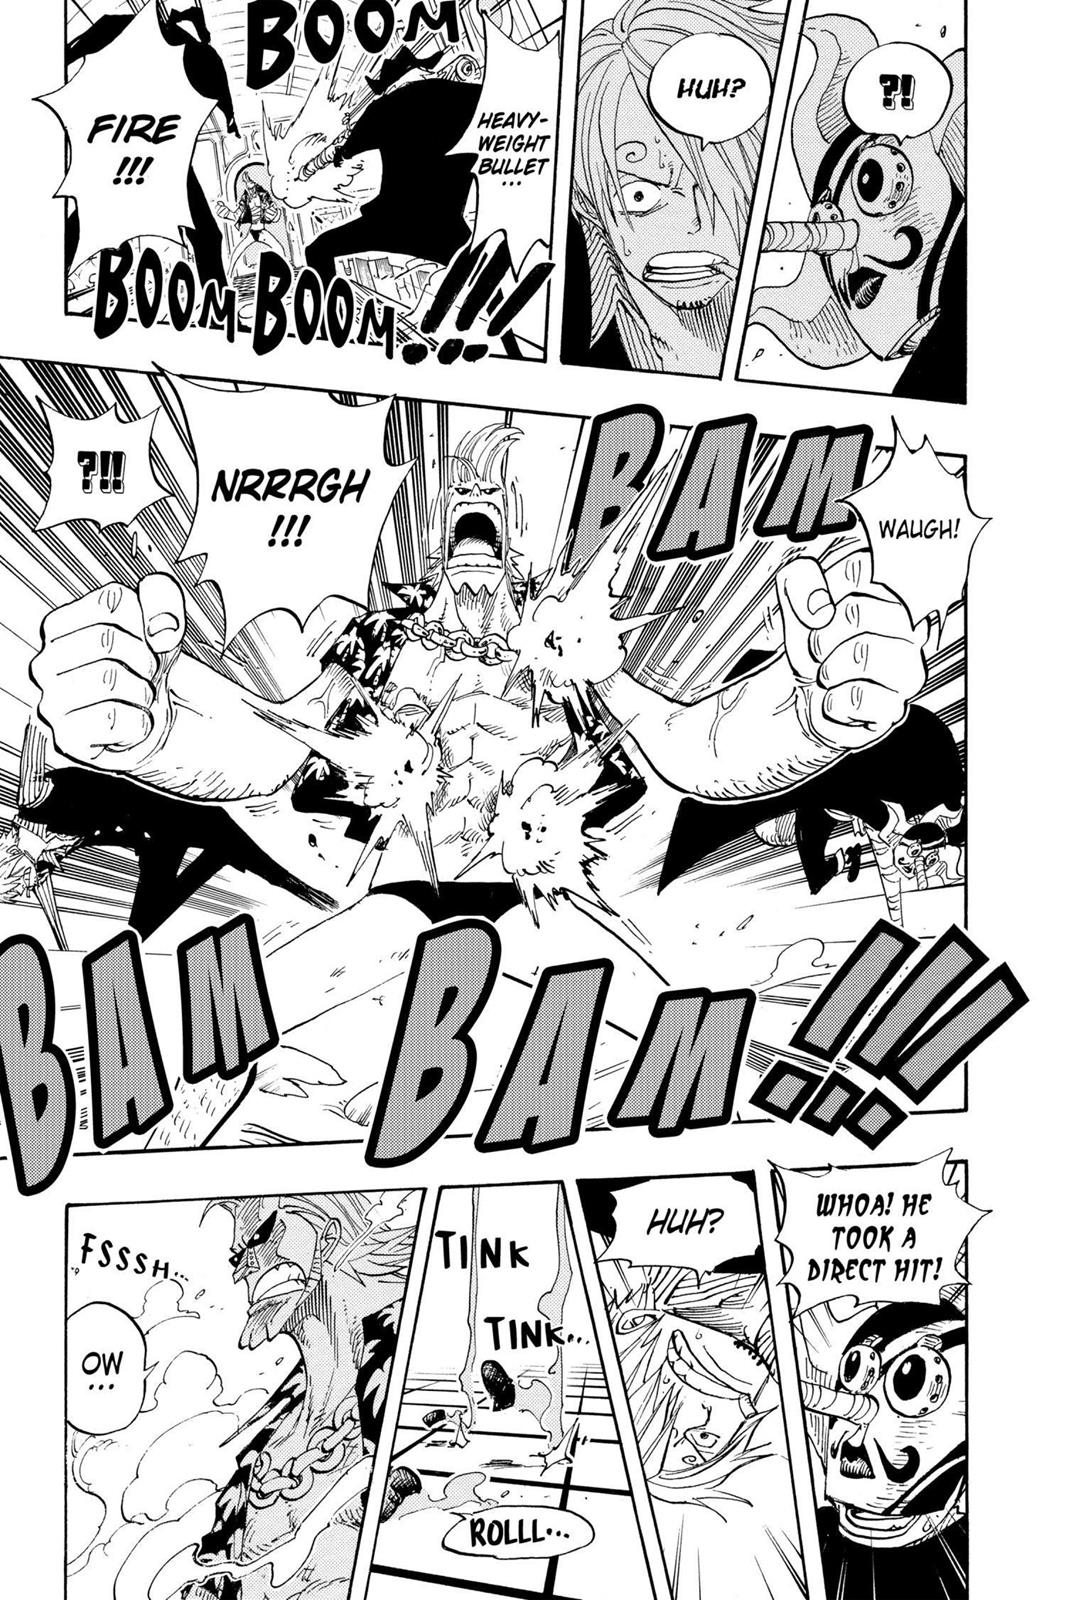 ?!
HUH?
HEAVY-
WEIGHT
BULLET
...
BOOM
FIRE
!!!
BOOM BOOM!!!
WAUGH!
BAM
NRRRGH
!!!
?!!
BAM BAM!!!
WHOA! HE
TOOK A
DIRECT HIT!
HUH?
TINK
TINK...
ROLLL...
FSSSH...
OW
...